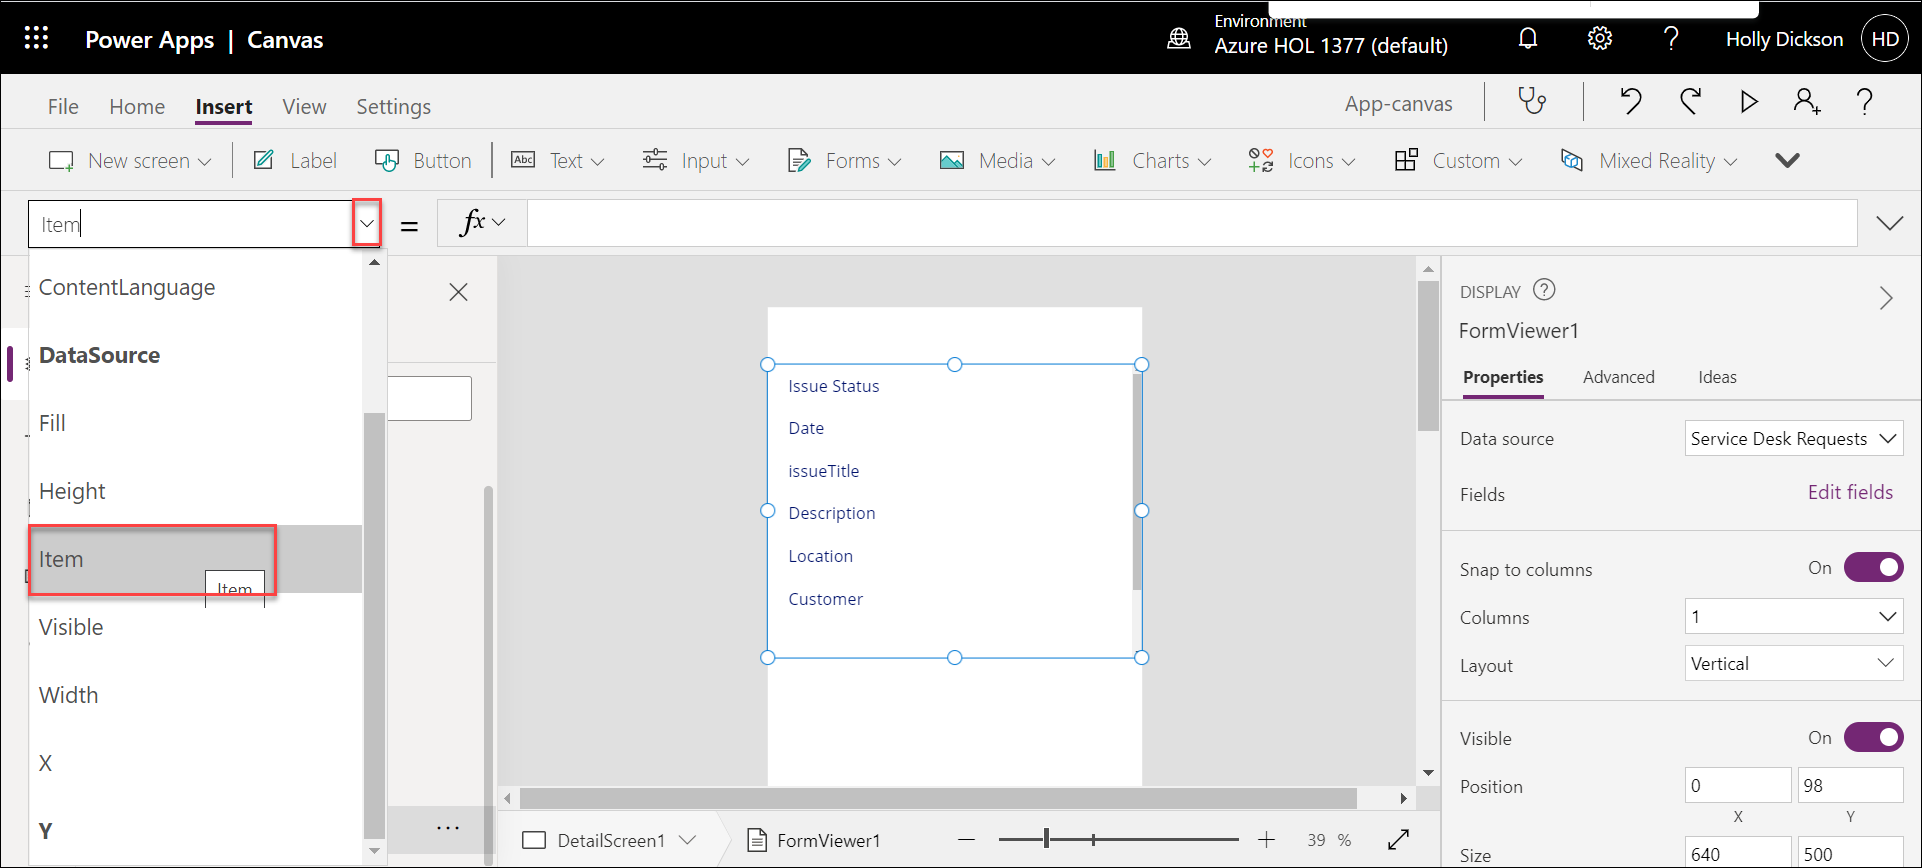 Power Apps | Canvas
Environment
Azure HOL 1377 (default)
?
Holly Dickson
HD
File Home Insert View Settings
App-canvas
?
New screen Label Button Abc Text Input Forms Media Charts Icons Custom Mixed Reality
Item
= fx
ContentLanguage
DataSource
Fill
Height
Item
Item
Visible
Width
X
Y
...
Issue Status
Date
issueTitle
Description
Location
Customer
DetailScreen1
FormViewer1
39 %
DISPLAY ?
FormViewer1
Properties Advanced Ideas
Data source Service Desk Requests
Fields Edit fields
Snap to columns On
Columns 1
Layout Vertical
Visible On
Position 0 98
X Y
Size 640 500